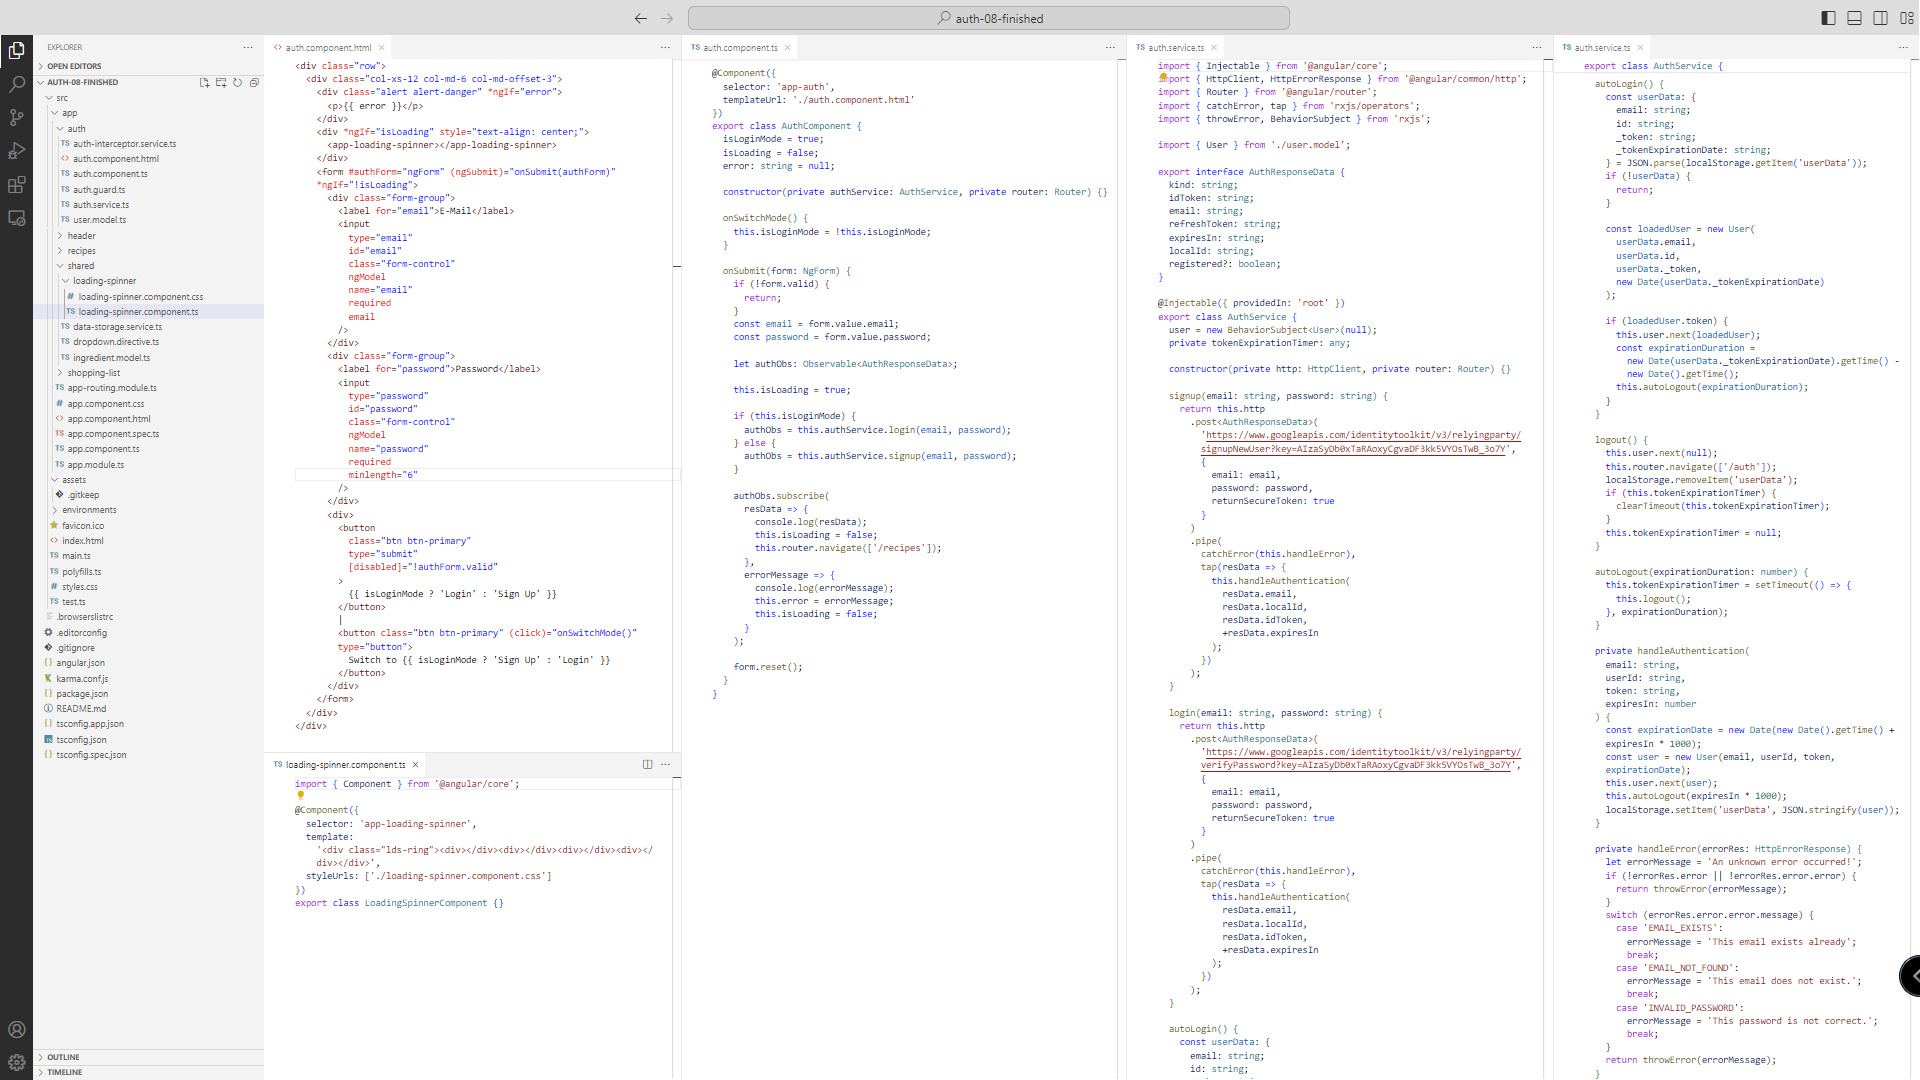 auth-08-finished
EXPLORER
OPEN EDITORS
AUTH-08-FINISHED
src
app
auth
TS auth-interceptor.service.ts
<> auth.component.html
TS auth.component.ts
TS auth.guard.ts
TS auth.service.ts
TS user.model.ts
header
recipes
shared
loading-spinner
# loading-spinner.component.css
TS loading-spinner.component.ts
TS data-storage.service.ts
TS dropdown.directive.ts
TS ingredient.model.ts
shopping-list
TS app-routing.module.ts
# app.component.css
<> app.component.html
TS app.component.spec.ts
TS app.component.ts
TS app.module.ts
assets
.gitkeep
environments
favicon.ico
<> index.html
TS main.ts
TS polyfills.ts
# styles.css
TS test.ts
.browserslistrc
.editorconfig
.gitignore
{} angular.json
karma.conf.js
{} package.json
README.md
{} tsconfig.app.json
tsconfig.json
{} tsconfig.spec.json
OUTLINE
TIMELINE
<> auth.component.html
<div class="row">
<div class="col-xs-12 col-md-6 col-md-offset-3">
<div class="alert alert-danger" *ngIf="error">
<p>{{ error }}</p>
</div>
<div *ngIf="isLoading" style="text-align: center;">
<app-loading-spinner></app-loading-spinner>
</div>
<form #authForm="ngForm" (ngSubmit)="onSubmit(authForm)"
*ngIf="!isLoading">
<div class="form-group">
<label for="email">E-Mail</label>
<input
type="email"
id="email"
class="form-control"
ngModel
name="email"
required
email
/>
</div>
<div class="form-group">
<label for="password">Password</label>
<input
type="password"
id="password"
class="form-control"
ngModel
name="password"
required
minlength="6"
/>
</div>
<div>
<button
class="btn btn-primary"
type="submit"
[disabled]="!authForm.valid"
>
{{ isLoginMode ? 'Login' : 'Sign Up' }}
</button>
|
<button class="btn btn-primary" (click)="onSwitchMode()"
type="button">
Switch to {{ isLoginMode ? 'Sign Up' : 'Login' }}
</button>
</div>
</form>
</div>
</div>
TS loading-spinner.component.ts
import { Component } from '@angular/core';
@Component({
selector: 'app-loading-spinner',
template:
'<div class="lds-ring"><div></div><div></div><div></div><div></
div></div>',
styleUrls: ['./loading-spinner.component.css']
})
export class LoadingSpinnerComponent {}
TS auth.component.ts
@Component({
selector: 'app-auth',
templateUrl: './auth.component.html'
})
export class AuthComponent {
isLoginMode = true;
isLoading = false;
error: string = null;
constructor(private authService: AuthService, private router: Router) {}
onSwitchMode() {
this.isLoginMode = !this.isLoginMode;
}
onSubmit(form: NgForm) {
if (!form.valid) {
return;
}
const email = form.value.email;
const password = form.value.password;
let authObs: Observable<AuthResponseData>;
this.isLoading = true;
if (this.isLoginMode) {
authObs = this.authService.login(email, password);
} else {
authObs = this.authService.signup(email, password);
}
authObs.subscribe(
resData => {
console.log(resData);
this.isLoading = false;
this.router.navigate(['/recipes']);
},
errorMessage => {
console.log(errorMessage);
this.error = errorMessage;
this.isLoading = false;
}
);
form.reset();
}
}
TS auth.service.ts
import { Injectable } from '@angular/core';
import { HttpClient, HttpErrorResponse } from '@angular/common/http';
import { Router } from '@angular/router';
import { catchError, tap } from 'rxjs/operators';
import { throwError, BehaviorSubject } from 'rxjs';
import { User } from './user.model';
export interface AuthResponseData {
kind: string;
idToken: string;
email: string;
refreshToken: string;
expiresIn: string;
localId: string;
registered?: boolean;
}
@Injectable({ providedIn: 'root' })
export class AuthService {
user = new BehaviorSubject<User>(null);
private tokenExpirationTimer: any;
constructor(private http: HttpClient, private router: Router) {}
signup(email: string, password: string) {
return this.http
.post<AuthResponseData>(
'https://www.googleapis.com/identitytoolkit/v3/relyingparty/
signupNewUser?key=AIzaSyDb0xTaRAoxyCgvaDF3kk5VYOsTwB_3o7Y',
{
email: email,
password: password,
returnSecureToken: true
}
)
.pipe(
catchError(this.handleError),
tap(resData => {
this.handleAuthentication(
resData.email,
resData.localId,
resData.idToken,
+resData.expiresIn
);
})
);
}
login(email: string, password: string) {
return this.http
.post<AuthResponseData>(
'https://www.googleapis.com/identitytoolkit/v3/relyingparty/
verifyPassword?key=AIzaSyDb0xTaRAoxyCgvaDF3kk5VYOsTwB_3o7Y',
{
email: email,
password: password,
returnSecureToken: true
}
)
.pipe(
catchError(this.handleError),
tap(resData => {
this.handleAuthentication(
resData.email,
resData.localId,
resData.idToken,
+resData.expiresIn
);
})
);
}
autoLogin() {
const userData: {
email: string;
id: string;
TS auth.service.ts
export class AuthService {
autoLogin() {
const userData: {
email: string;
id: string;
_token: string;
_tokenExpirationDate: string;
} = JSON.parse(localStorage.getItem('userData'));
if (!userData) {
return;
}
const loadedUser = new User(
userData.email,
userData.id,
userData._token,
new Date(userData._tokenExpirationDate)
);
if (loadedUser.token) {
this.user.next(loadedUser);
const expirationDuration =
new Date(userData._tokenExpirationDate).getTime() -
new Date().getTime();
this.autoLogout(expirationDuration);
}
}
logout() {
this.user.next(null);
this.router.navigate(['/auth']);
localStorage.removeItem('userData');
if (this.tokenExpirationTimer) {
clearTimeout(this.tokenExpirationTimer);
}
this.tokenExpirationTimer = null;
}
autoLogout(expirationDuration: number) {
this.tokenExpirationTimer = setTimeout(() => {
this.logout();
}, expirationDuration);
}
private handleAuthentication(
email: string,
userId: string,
token: string,
expiresIn: number
) {
const expirationDate = new Date(new Date().getTime() +
expiresIn * 1000);
const user = new User(email, userId, token,
expirationDate);
this.user.next(user);
this.autoLogout(expiresIn * 1000);
localStorage.setItem('userData', JSON.stringify(user));
}
private handleError(errorRes: HttpErrorResponse) {
let errorMessage = 'An unknown error occurred!';
if (!errorRes.error || !errorRes.error.error) {
return throwError(errorMessage);
}
switch (errorRes.error.error.message) {
case 'EMAIL_EXISTS':
errorMessage = 'This email exists already';
break;
case 'EMAIL_NOT_FOUND':
errorMessage = 'This email does not exist.';
break;
case 'INVALID_PASSWORD':
errorMessage = 'This password is not correct.';
break;
}
return throwError(errorMessage);
}